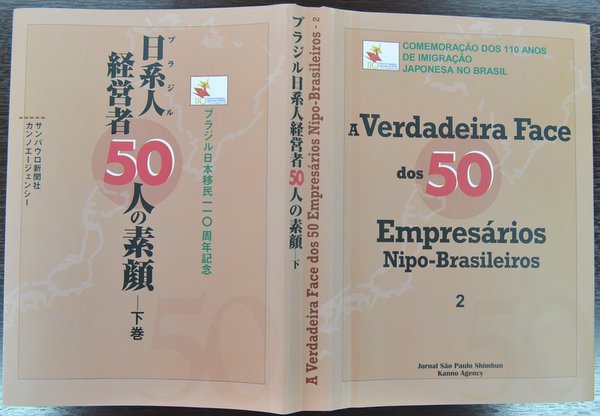 ブラジル
日系人
経営者
50
人の素顔
—下巻
サンパウロ新聞社
カンノエージェンシー
110
ブラジル日本移民一一〇周年記念
ブラジル日系人経営者50人の素顔—下
A Verdadeira Face dos 50 Empresários Nipo-Brasileiros - 2
110
COMEMORAÇÃO DOS 110 ANOS
DE IMIGRAÇÃO
JAPONESA NO BRASIL
A Verdadeira Face
dos 50
Empresários
Nipo-Brasileiros
2
Jornal São Paulo Shimbun
Kanno Agency
50
50